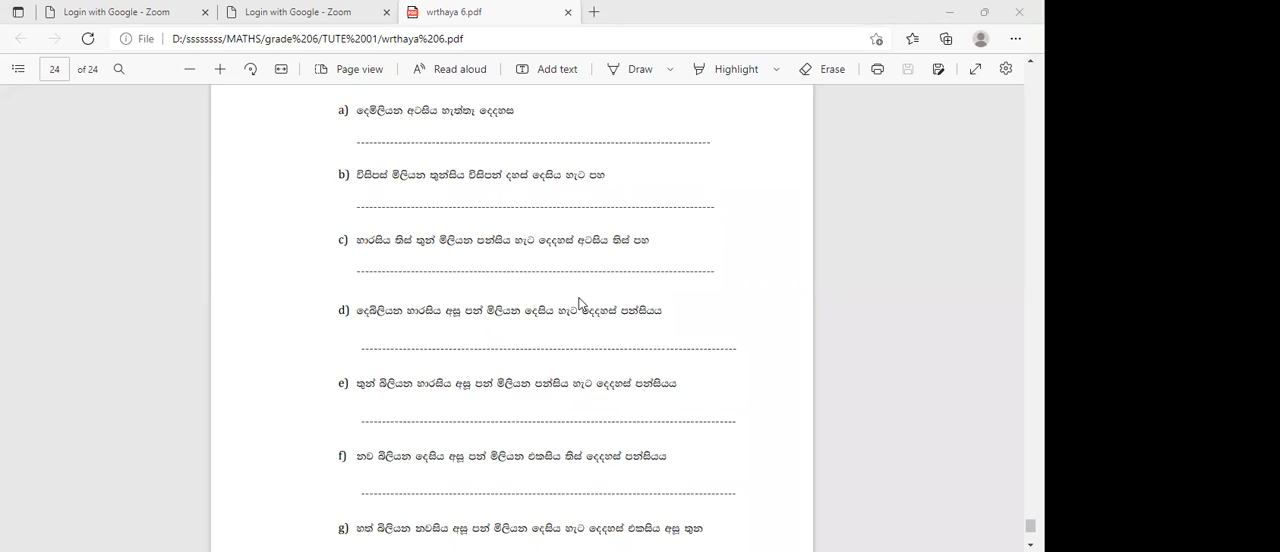 Login with Google - Zoom
Login with Google - Zoom
wrthaya 6.pdf
File
D:/ssssssss/MATHS/grade%206/TUTE%2001/wrthaya%206.pdf
24 of 24
Page view
Read aloud
Add text
Draw
Highlight
Erase
a) දෙමිලියන අටසිය හැත්තෑ දෙදහස
b) විසිපස් මිලියන තුන්සිය විසිපන් දහස් දෙසිය හැට පහ
c) හාරසිය තිස් තුන් මිලියන පන්සිය හැට දෙදහස් අටසිය තිස් පහ
d) දෙබිලියන හාරසිය අසූ පන් මිලියන දෙසිය හැට දෙදහස් පන්සියය
e) තුන් බිලියන හාරසිය අසූ පන් මිලියන පන්සිය හැට දෙදහස් පන්සියය
f) නව බිලියන දෙසිය අසූ පන් මිලියන එකසිය තිස් දෙදහස් පන්සියය
g) හත් බිලියන නවසිය අසූ පන් මිලියන දෙසිය හැට දෙදහස් එකසිය අසූ තුන